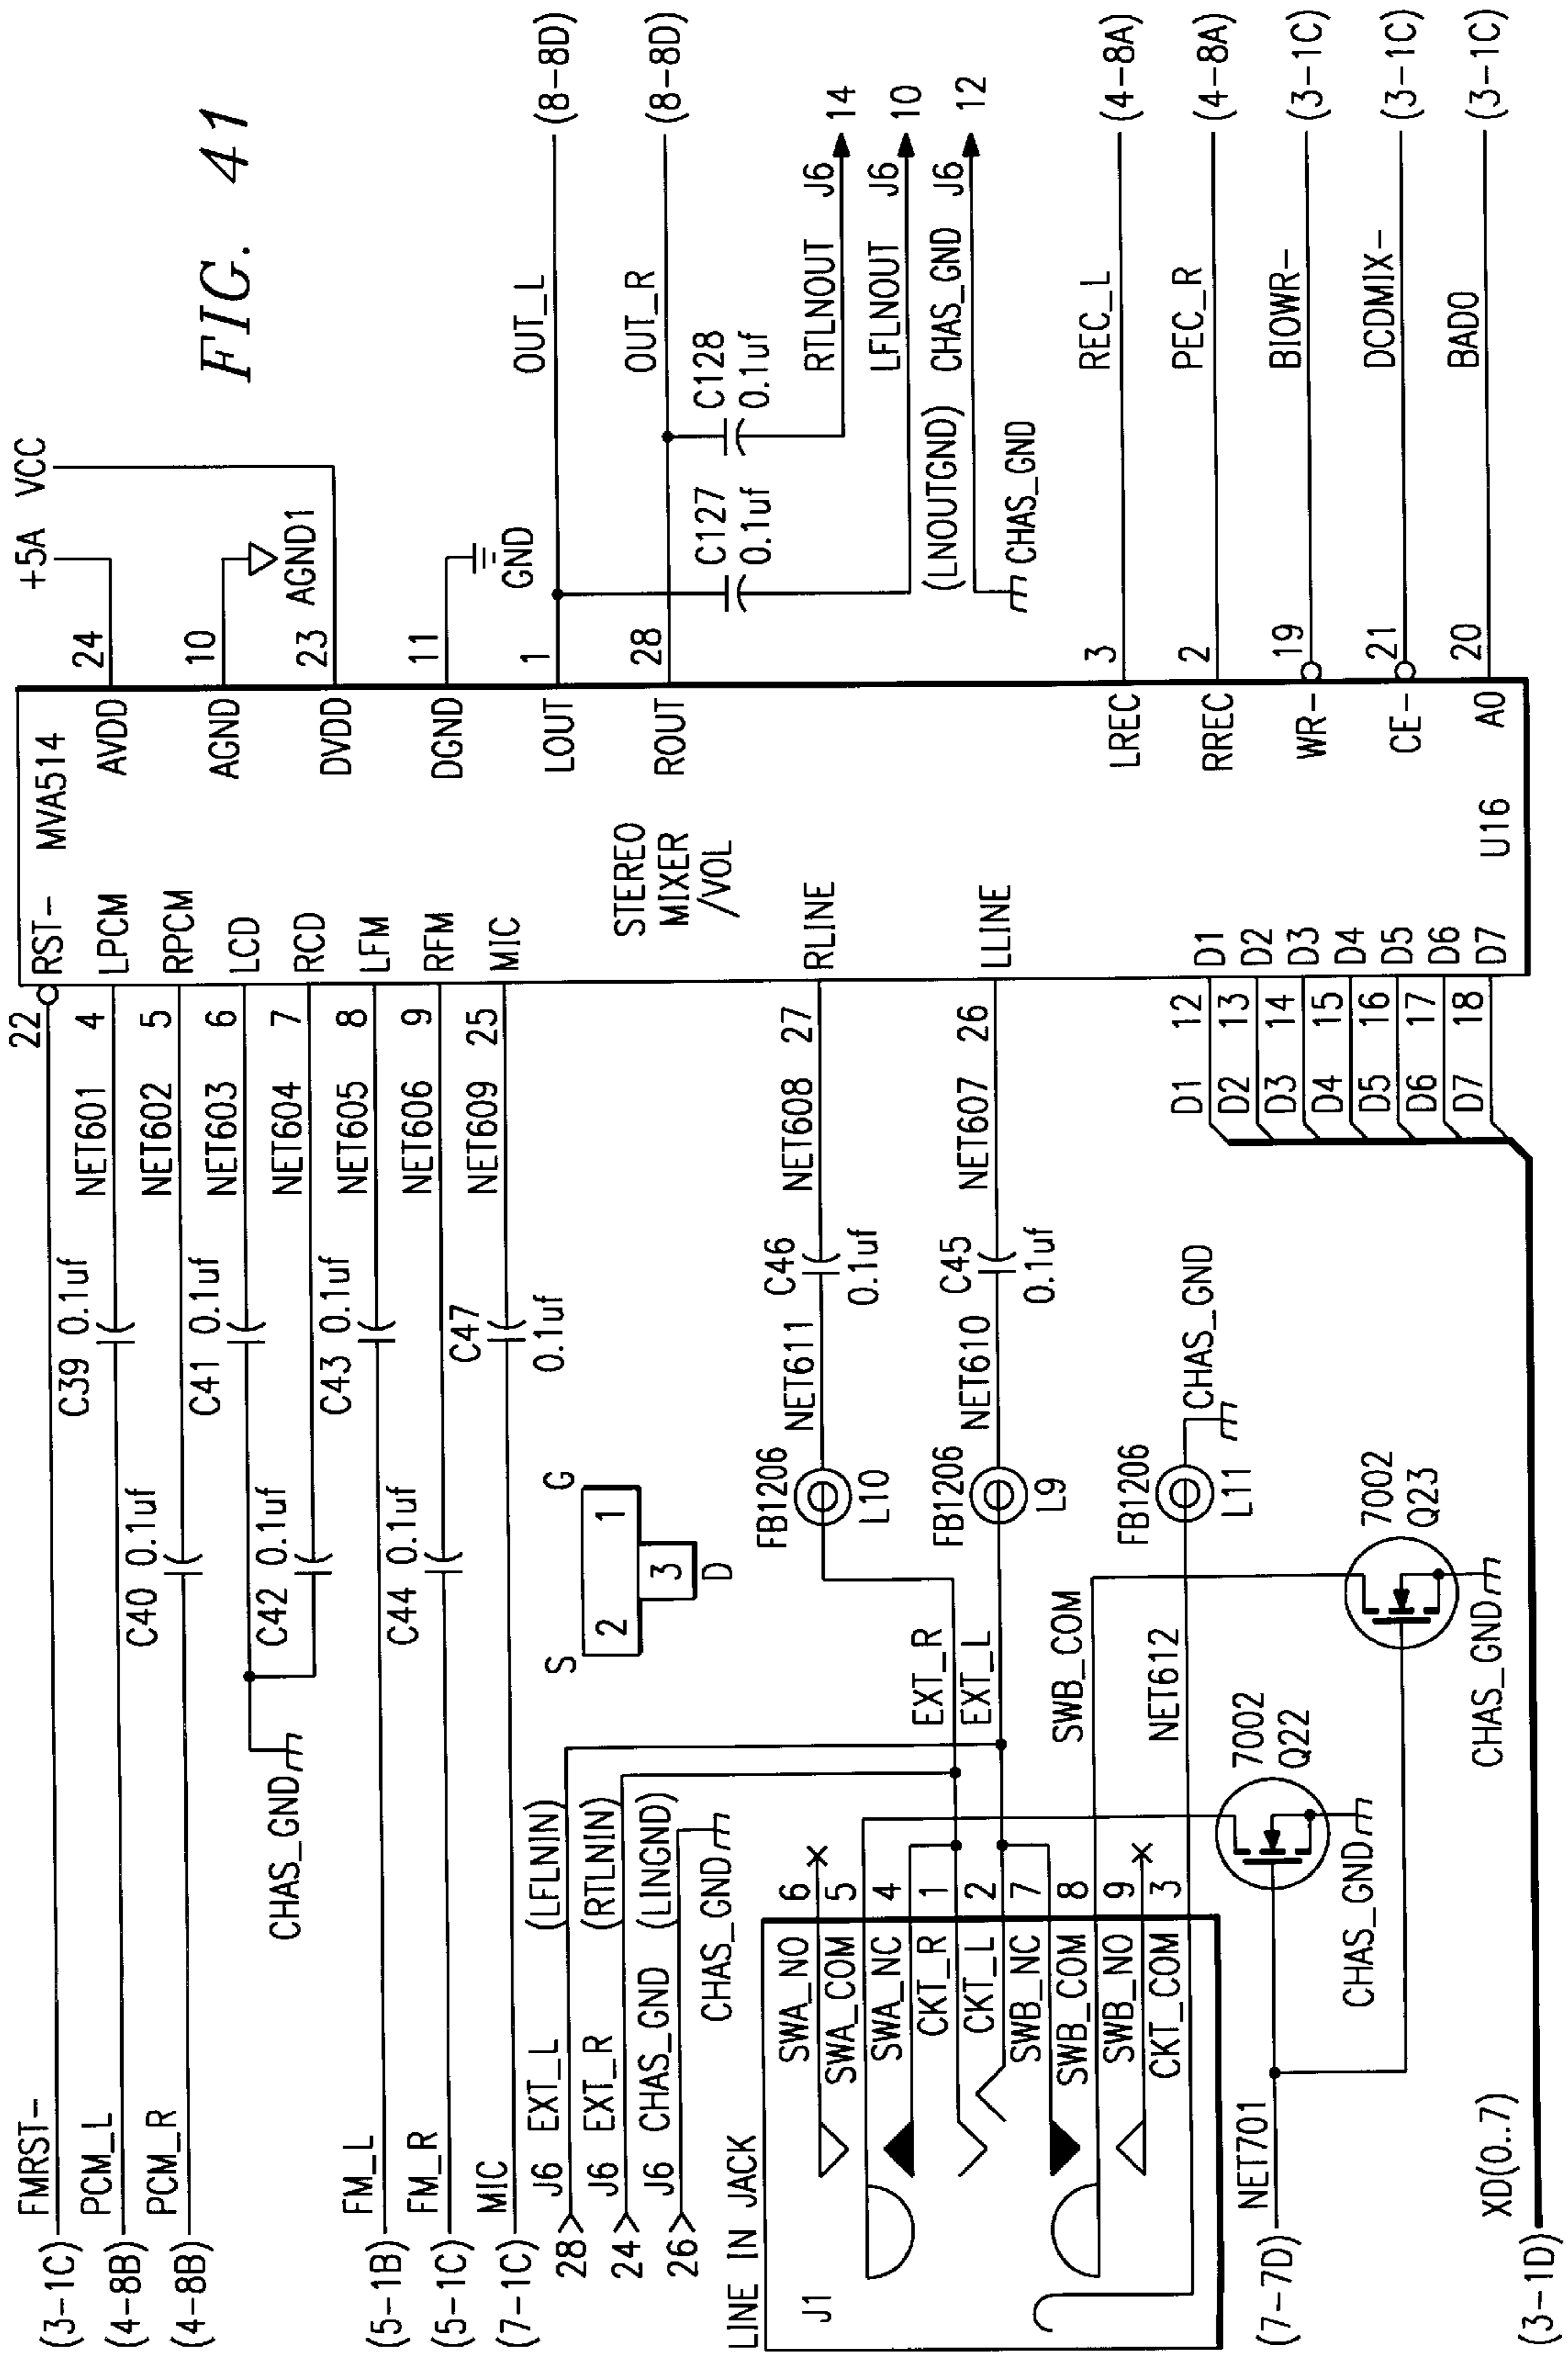 FIG. 41
(3-1C) FMRST-
(4-8B) PCM_L
(4-8B) PCM_R
(5-1B) FM_L
(5-1C) FM_R
(7-1C) MIC
28 J6 EXT_L (LFLNIN)
24 J6 EXT_R (RTLNIN)
26 J6 CHAS_GND (LINGND)
CHAS_GND
CHAS_GND
C39 0.1uf
C40 0.1uf
C41 0.1uf
C42 0.1uf
C43 0.1uf
C44 0.1uf
C47
0.1uf
22
NET601 4
NET602 5
NET603 6
NET604 7
NET605 8
NET606 9
NET609 25
S G
2 1
3
D
FB1206
L10
NET611
C46
0.1uf
NET608 27
FB1206
L9
NET610
C45
0.1uf
NET607 26
FB1206
L11
CHAS_GND
EXT_R
EXT_L
SWB_COM
NET612
LINE IN JACK
J1
SWA_NO 6
SWA_COM 5
SWA_NC 4
CKT_R 1
CKT_L 2
SWB_NC 7
SWB_COM 8
SWB_NO 9
CKT_COM 3
7002
Q22
CHAS_GND
7002
Q23
CHAS_GND
(7-7D) NET701
(3-1D) XD(0..7)
D1 12
D2 13
D3 14
D4 15
D5 16
D6 17
D7 18
RST- MVA514
LPCM
RPCM
LCD
RCD
LFM
RFM
MIC
STEREO
MIXER
/VOL
RLINE
LLINE
D1
D2
D3
D4
D5
D6
D7
U16
AVDD
AGND
DVDD
DGND
LOUT
ROUT
LREC
RREC
WR-
CE-
A0
24 +5A VCC
10 AGND1
23
11 GND
1 OUT_L (8-8D)
28 OUT_R (8-8D)
C127
0.1uf
C128
0.1uf
RTLNOUT J6 14
LFLNOUT J6 10
(LNOUTGND) CHAS_GND J6 12
CHAS_GND
3 REC_L (4-8A)
2 PEC_R (4-8A)
19 BIOWR- (3-1C)
21 DCDMIX- (3-1C)
20 BAD0 (3-1C)